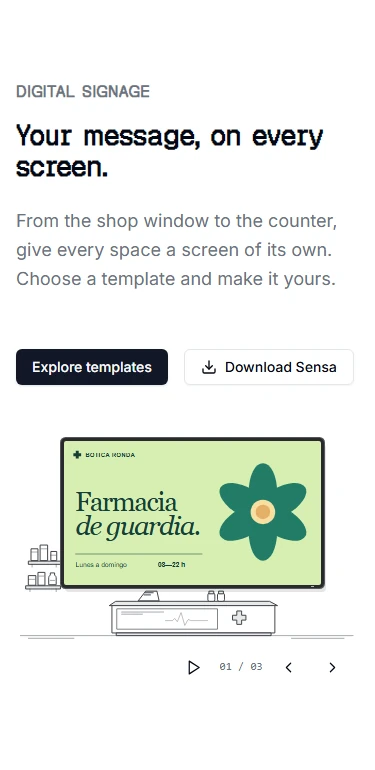 DIGITAL SIGNAGE
Your message, on every
screen.
From the shop window to the counter,
give every space a screen of its own.
Choose a template and make it yours.
Explore templates
Download Sensa
BOTICA RONDA
Farmacia
de guardia.
Lunes a domingo 08—22 h
01 / 03